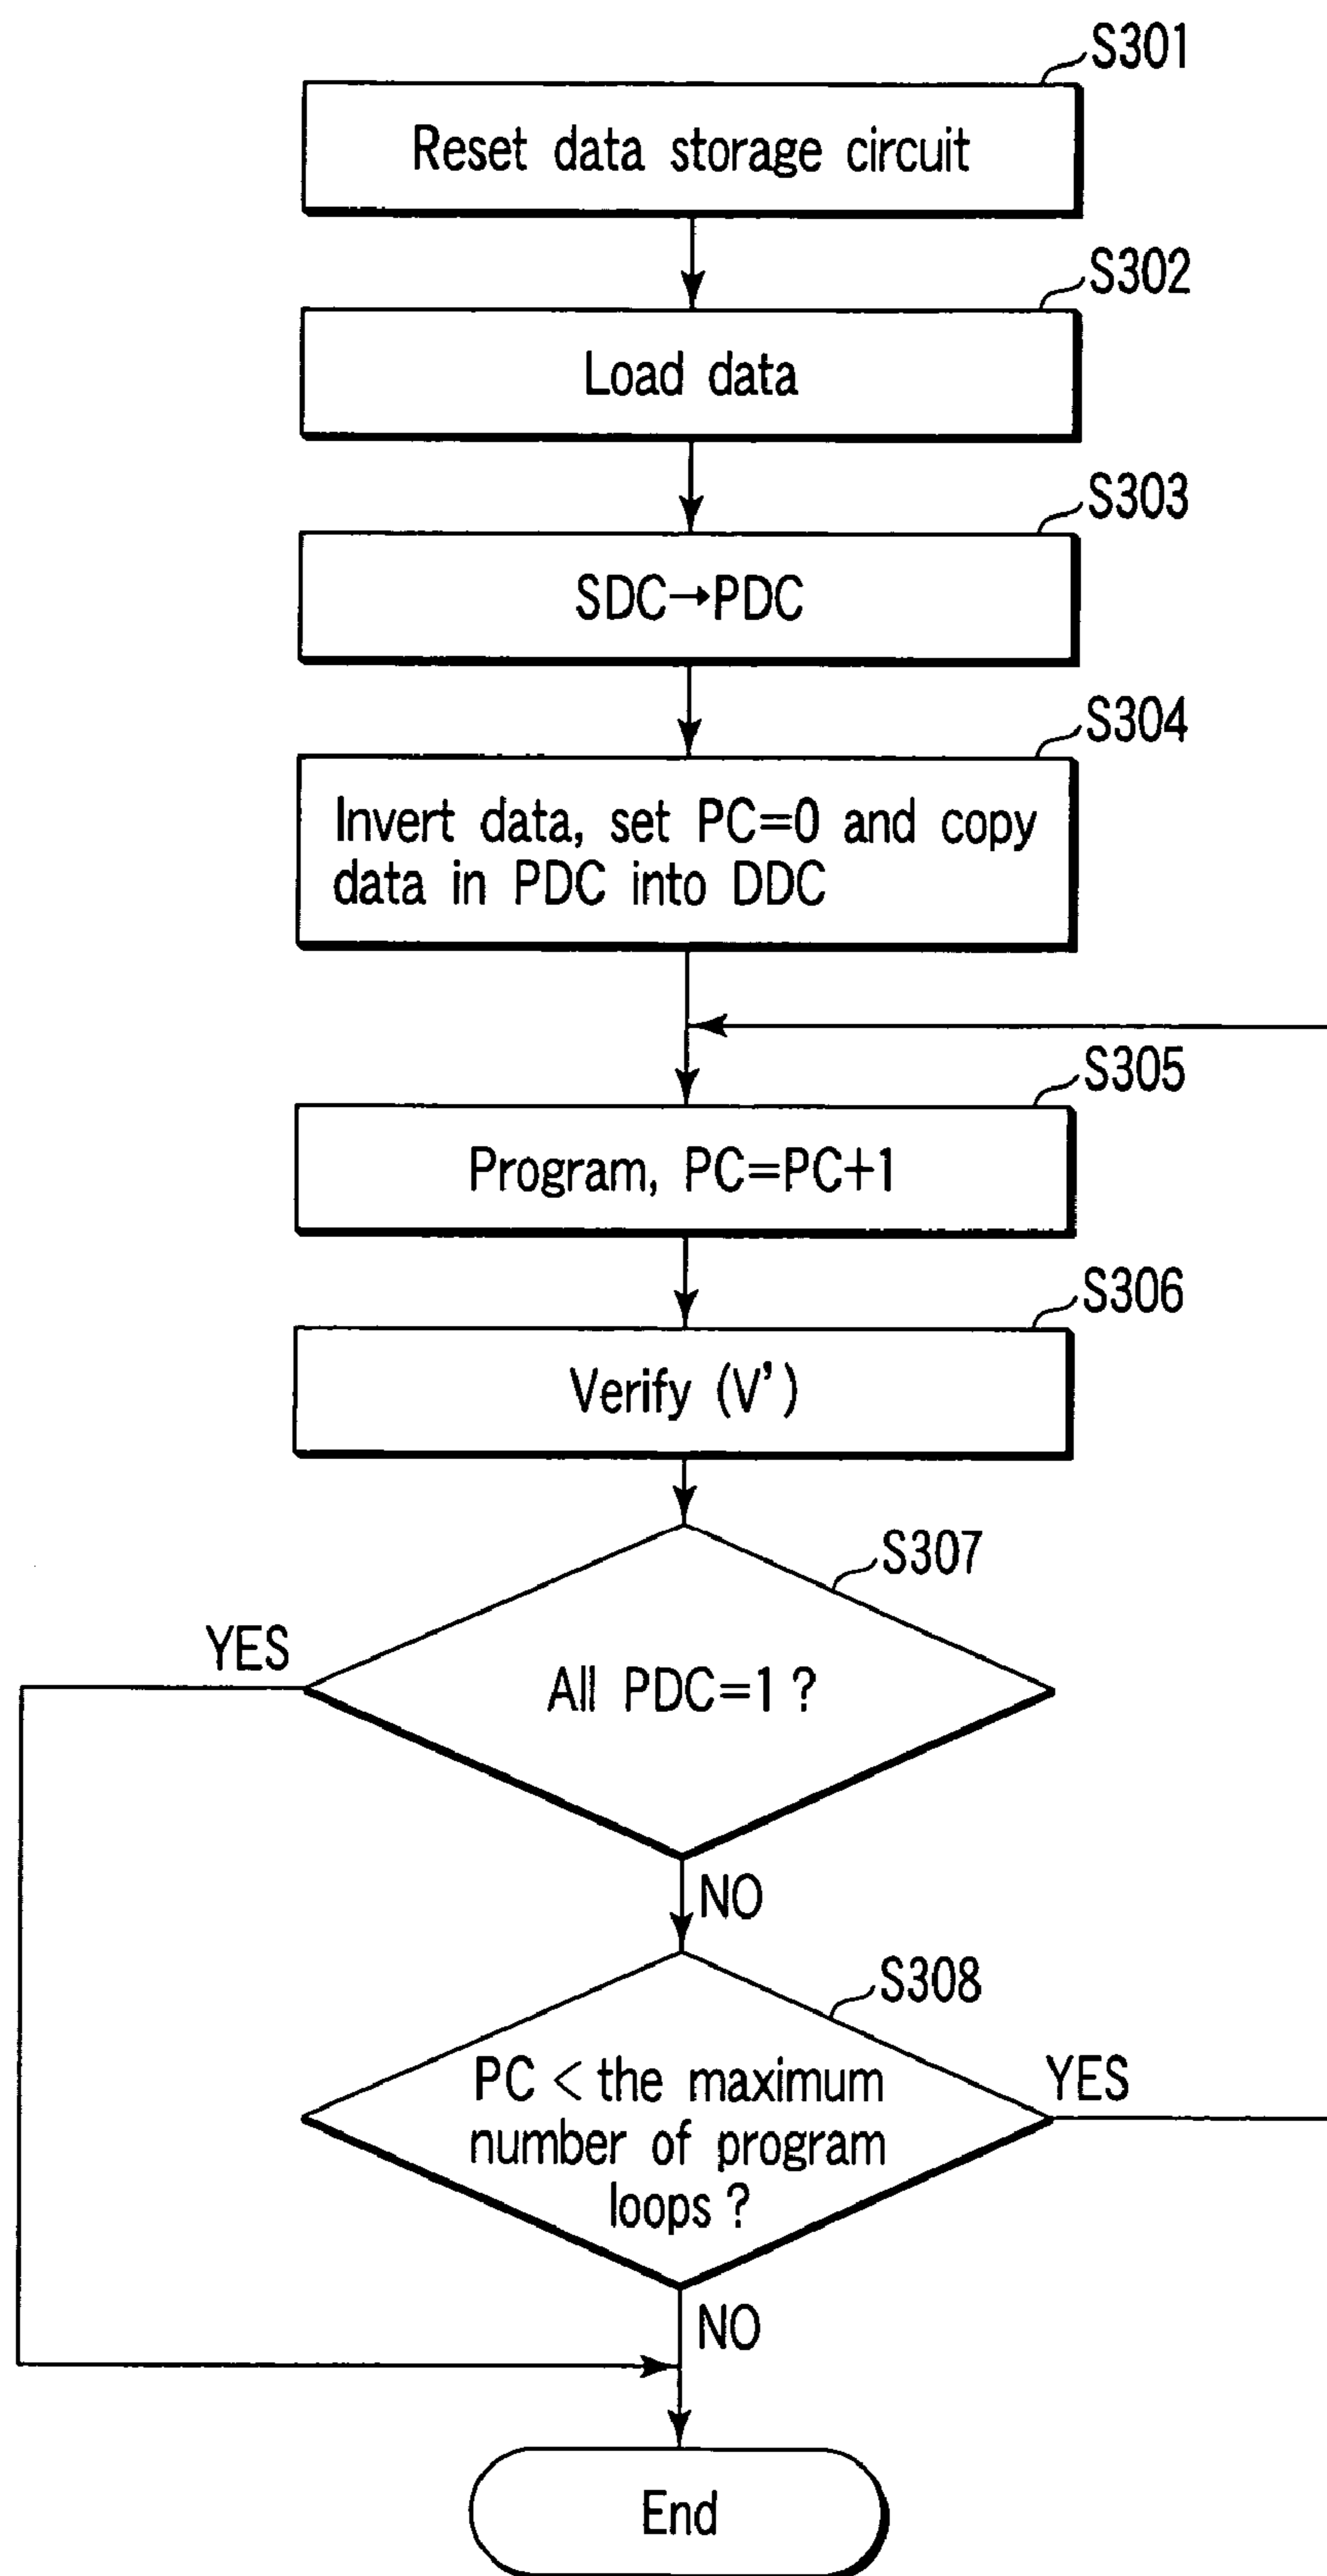 S301
Reset data storage circuit
S302
Load data
S303
SDC→PDC
S304
Invert data, set PC=0 and copy
data in PDC into DDC
S305
Program, PC=PC+1
S306
Verify (V')
S307
YES
All PDC=1 ?
NO
S308
PC < the maximum
number of program
loops ?
YES
NO
End